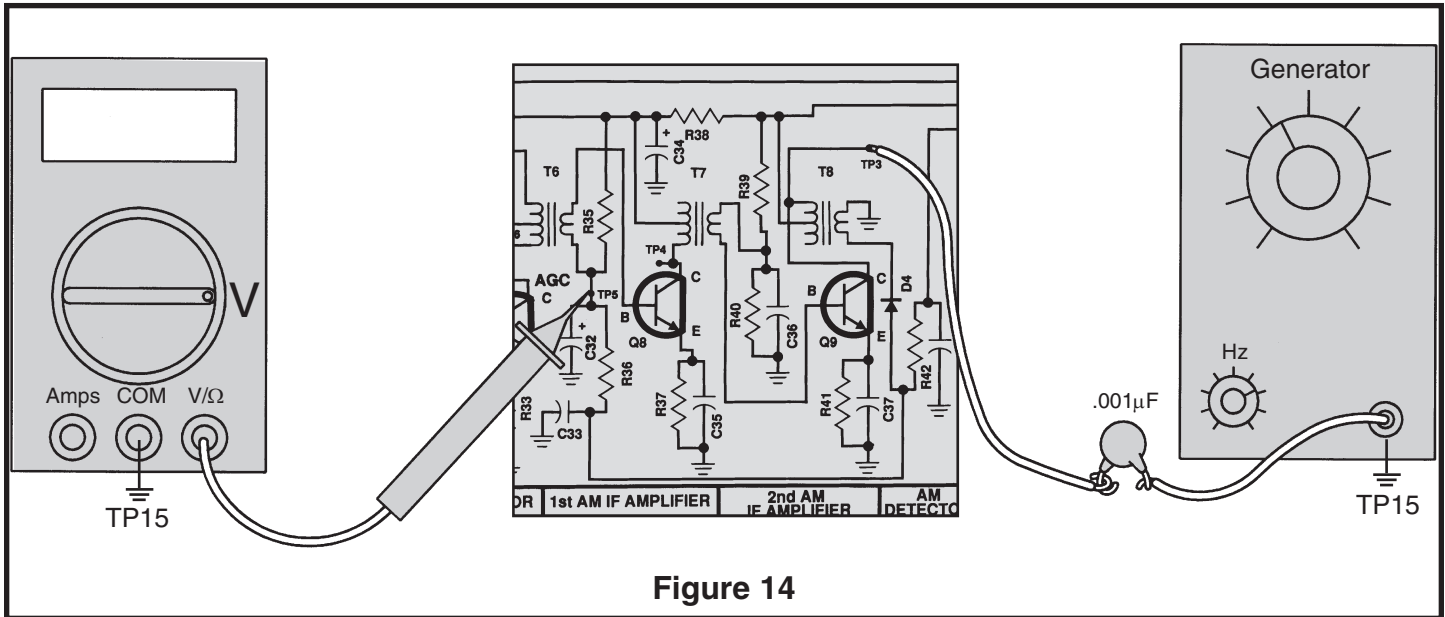 Generator
R38
C34
T6
T7
T8
TP3
R39
R35
TP4
AGC
C
TP5
C
C
D4
B
B
E
E
R40
C36
Q8
Q9
C32
R36
R42
Hz
V
Amps
COM
V/Ω
R33
C33
R37
C35
R41
C37
.001µF
TP15
OR
1st AM IF AMPLIFIER
2nd AM
IF AMPLIFIER
AM
DETECTO
TP15
Figure 14